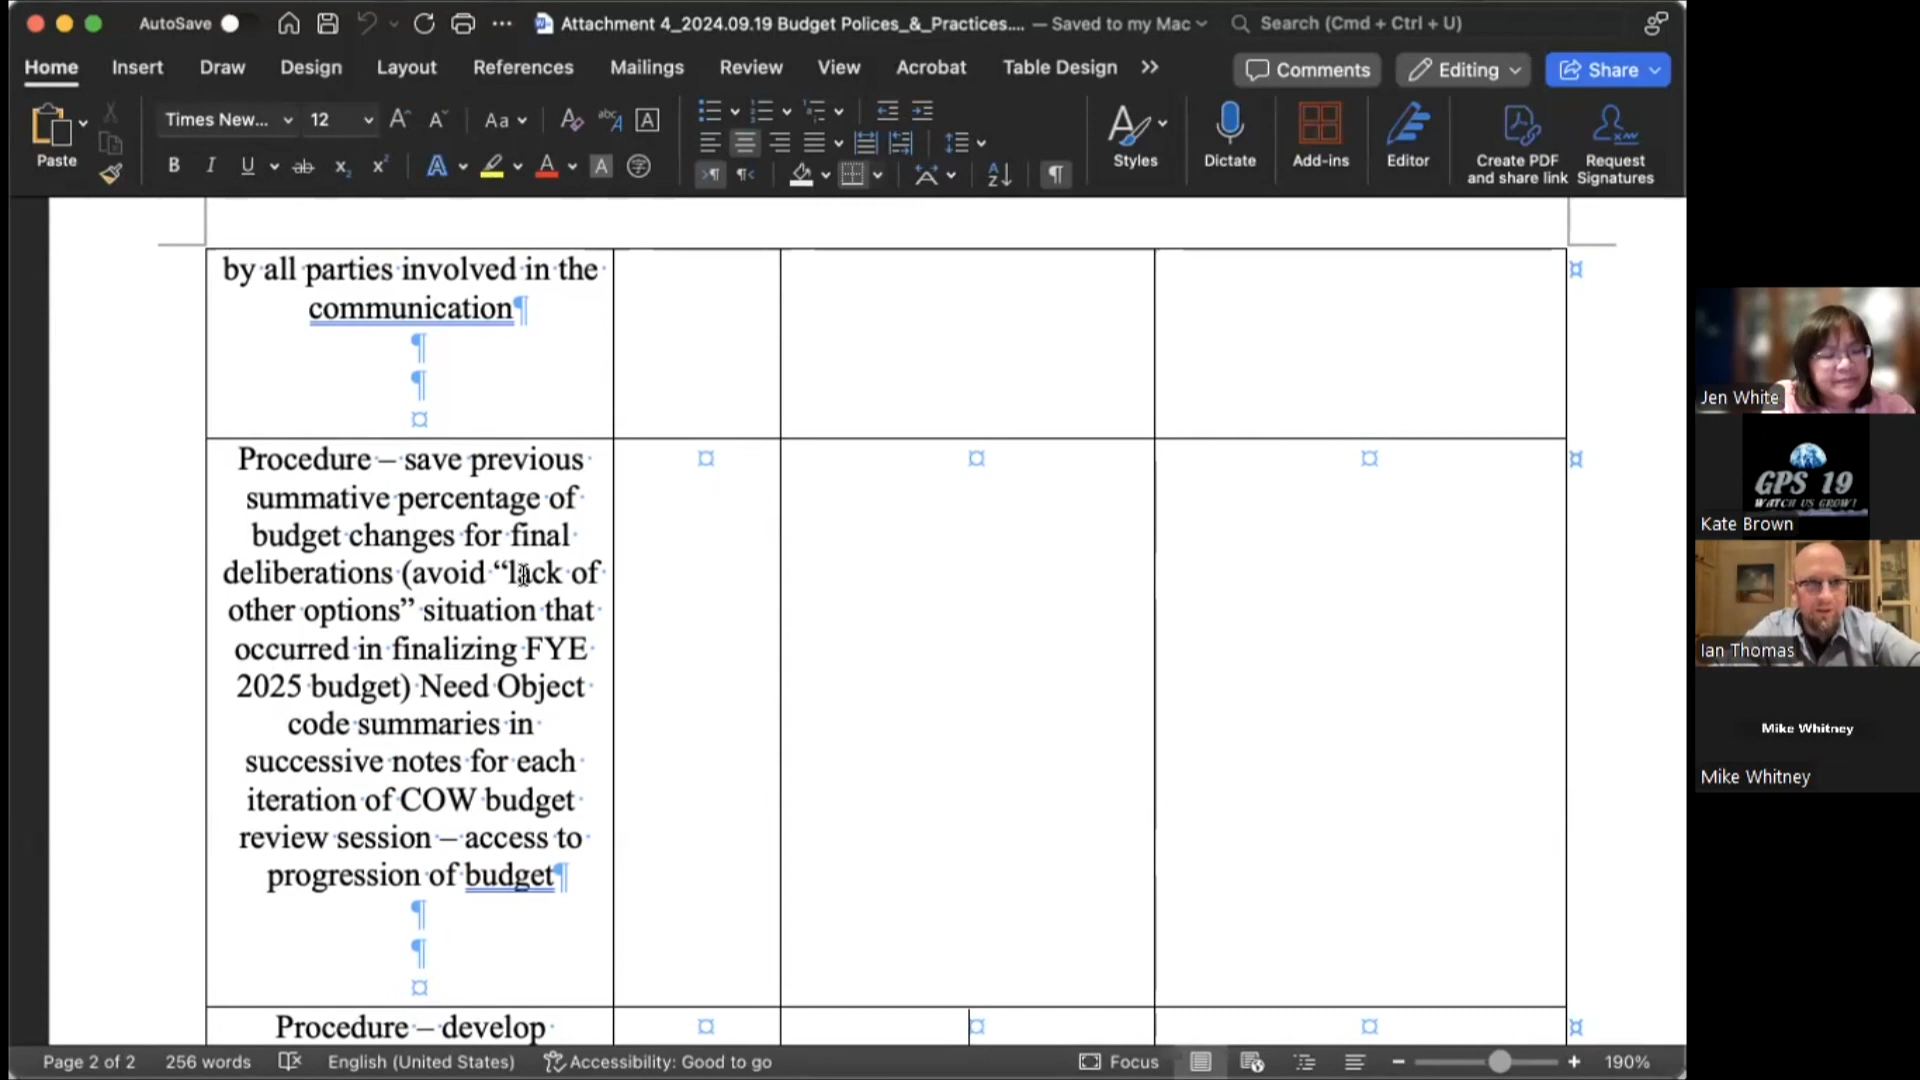 AutoSave
Attachment 4_2024.09.19 Budget Polices_&_Practices.... — Saved to my Mac
Search (Cmd + Ctrl + U)
Home Insert Draw Design Layout References Mailings Review View Acrobat Table Design
Comments Editing Share
Paste
Times New... 12
Styles
Dictate
Add-ins
Editor
Create PDF
and share link
Request
Signatures
by all parties involved in the
communication
Procedure – save previous
summative percentage of
budget changes for final
deliberations (avoid “lack of
other options” situation that
occurred in finalizing FYE
2025 budget) Need Object
code summaries in
successive notes for each
iteration of COW budget
review session – access to
progression of budget
Procedure – develop
Page 2 of 2 256 words English (United States) Accessibility: Good to go Focus 190%
Jen White
GPS 19
WATCH US GROW!
Kate Brown
Ian Thomas
Mike Whitney
Mike Whitney